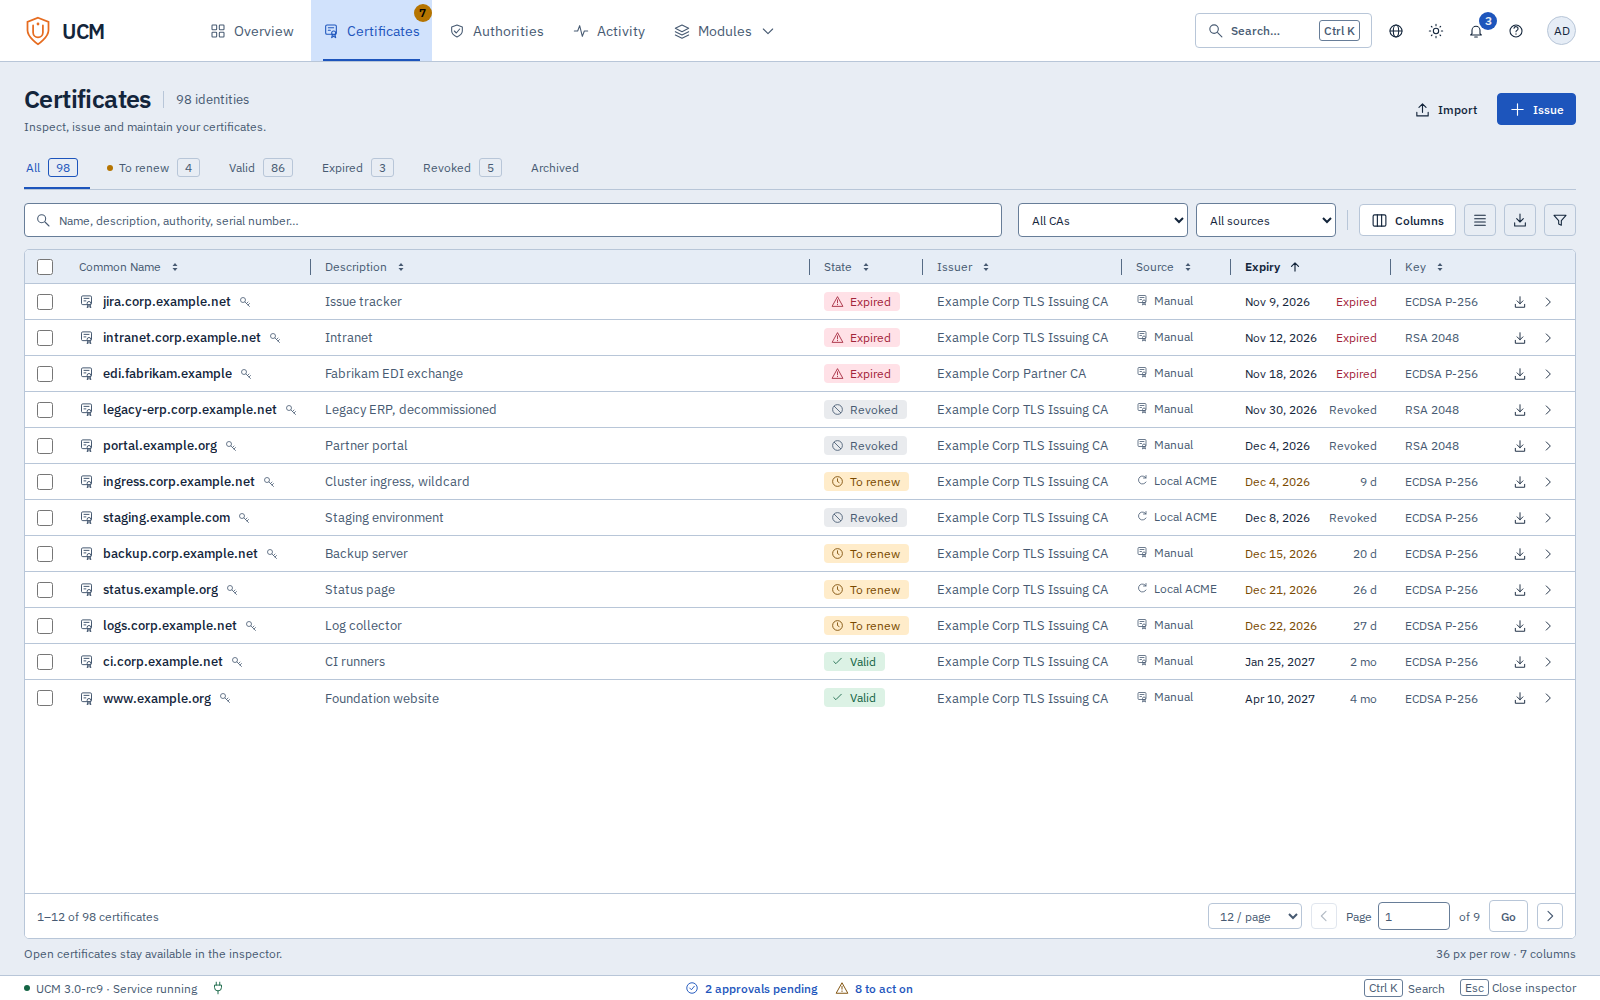 UCM Overview Certificates 7 Authorities Activity Modules Search... Ctrl K 3 AD
Certificates 98 identities
Inspect, issue and maintain your certificates.
Import Issue
All 98 To renew 4 Valid 86 Expired 3 Revoked 5 Archived
Name, description, authority, serial number... All CAs All sources Columns
Common Name Description State Issuer Source Expiry Key
jira.corp.example.net Issue tracker Expired Example Corp TLS Issuing CA Manual Nov 9, 2026 Expired ECDSA P-256
intranet.corp.example.net Intranet Expired Example Corp TLS Issuing CA Manual Nov 12, 2026 Expired RSA 2048
edi.fabrikam.example Fabrikam EDI exchange Expired Example Corp Partner CA Manual Nov 18, 2026 Expired ECDSA P-256
legacy-erp.corp.example.net Legacy ERP, decommissioned Revoked Example Corp TLS Issuing CA Manual Nov 30, 2026 Revoked RSA 2048
portal.example.org Partner portal Revoked Example Corp TLS Issuing CA Manual Dec 4, 2026 Revoked RSA 2048
ingress.corp.example.net Cluster ingress, wildcard To renew Example Corp TLS Issuing CA Local ACME Dec 4, 2026 9 d ECDSA P-256
staging.example.com Staging environment Revoked Example Corp TLS Issuing CA Local ACME Dec 8, 2026 Revoked ECDSA P-256
backup.corp.example.net Backup server To renew Example Corp TLS Issuing CA Manual Dec 15, 2026 20 d ECDSA P-256
status.example.org Status page To renew Example Corp TLS Issuing CA Local ACME Dec 21, 2026 26 d ECDSA P-256
logs.corp.example.net Log collector To renew Example Corp TLS Issuing CA Manual Dec 22, 2026 27 d ECDSA P-256
ci.corp.example.net CI runners Valid Example Corp TLS Issuing CA Manual Jan 25, 2027 2 mo ECDSA P-256
www.example.org Foundation website Valid Example Corp TLS Issuing CA Manual Apr 10, 2027 4 mo ECDSA P-256
1–12 of 98 certificates 12 / page Page 1 of 9 Go
Open certificates stay available in the inspector. 36 px per row · 7 columns
UCM 3.0-rc9 · Service running 2 approvals pending 8 to act on Ctrl K Search Esc Close inspector